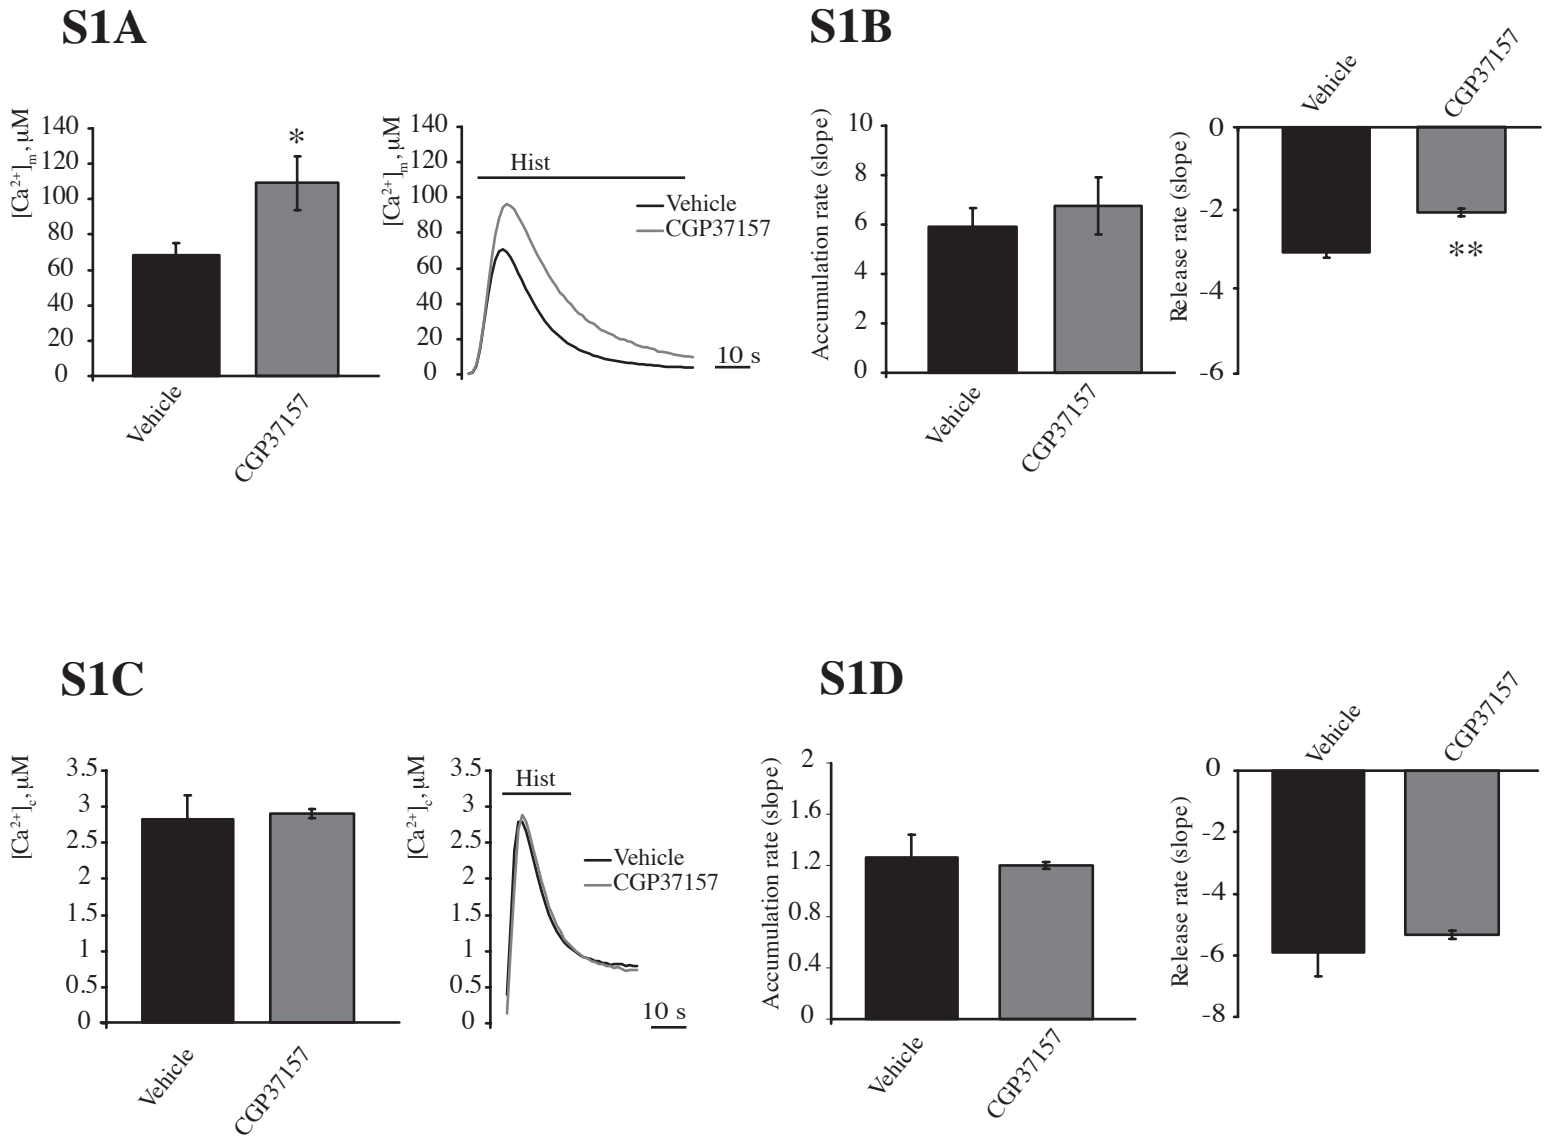 S1A
[Ca²⁺]ₘ, μM
140
120
100
80
60
40
20
0
*
Vehicle
CGP37157
[Ca²⁺]ₘ, μM
140
120
100
80
60
40
20
0
Hist
Vehicle
CGP37157
10 s
S1B
Accumulation rate (slope)
10
8
6
4
2
0
Vehicle
CGP37157
Release rate (slope)
Vehicle
CGP37157
0
-2
-4
-6
**
S1C
[Ca²⁺]c, μM
3.5
3
2.5
2
1.5
1
0.5
0
Vehicle
CGP37157
[Ca²⁺]c, μM
3.5
3
2.5
2
1.5
1
0.5
0
Hist
Vehicle
CGP37157
10 s
S1D
Accumulation rate (slope)
2
1.6
1.2
0.8
0.4
0
Vehicle
CGP37157
Release rate (slope)
Vehicle
CGP37157
0
-2
-4
-6
-8